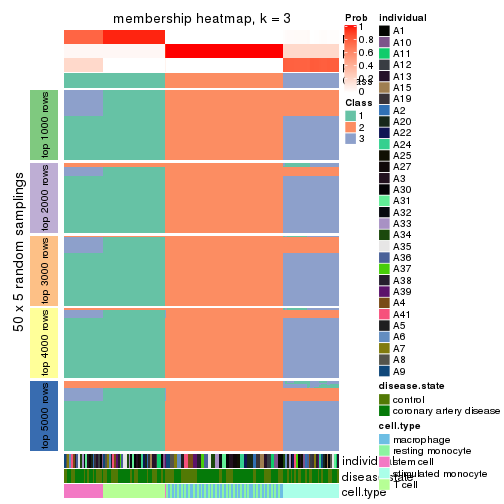 membership heatmap, k = 3
50 x 5 random samplings
top 1000 rows
top 2000 rows
top 3000 rows
top 4000 rows
top 5000 rows
individual
disease.state
cell.type
Prob
1
0.8
0.6
0.4
0.2
0
Class
1
2
3
individual
A1
A10
A11
A12
A13
A15
A19
A2
A20
A22
A24
A25
A27
A3
A30
A31
A32
A33
A34
A35
A36
A37
A38
A39
A4
A41
A5
A6
A7
A8
A9
disease.state
control
coronary artery disease
cell.type
macrophage
resting monocyte
stem cell
stimulated monocyte
T cell